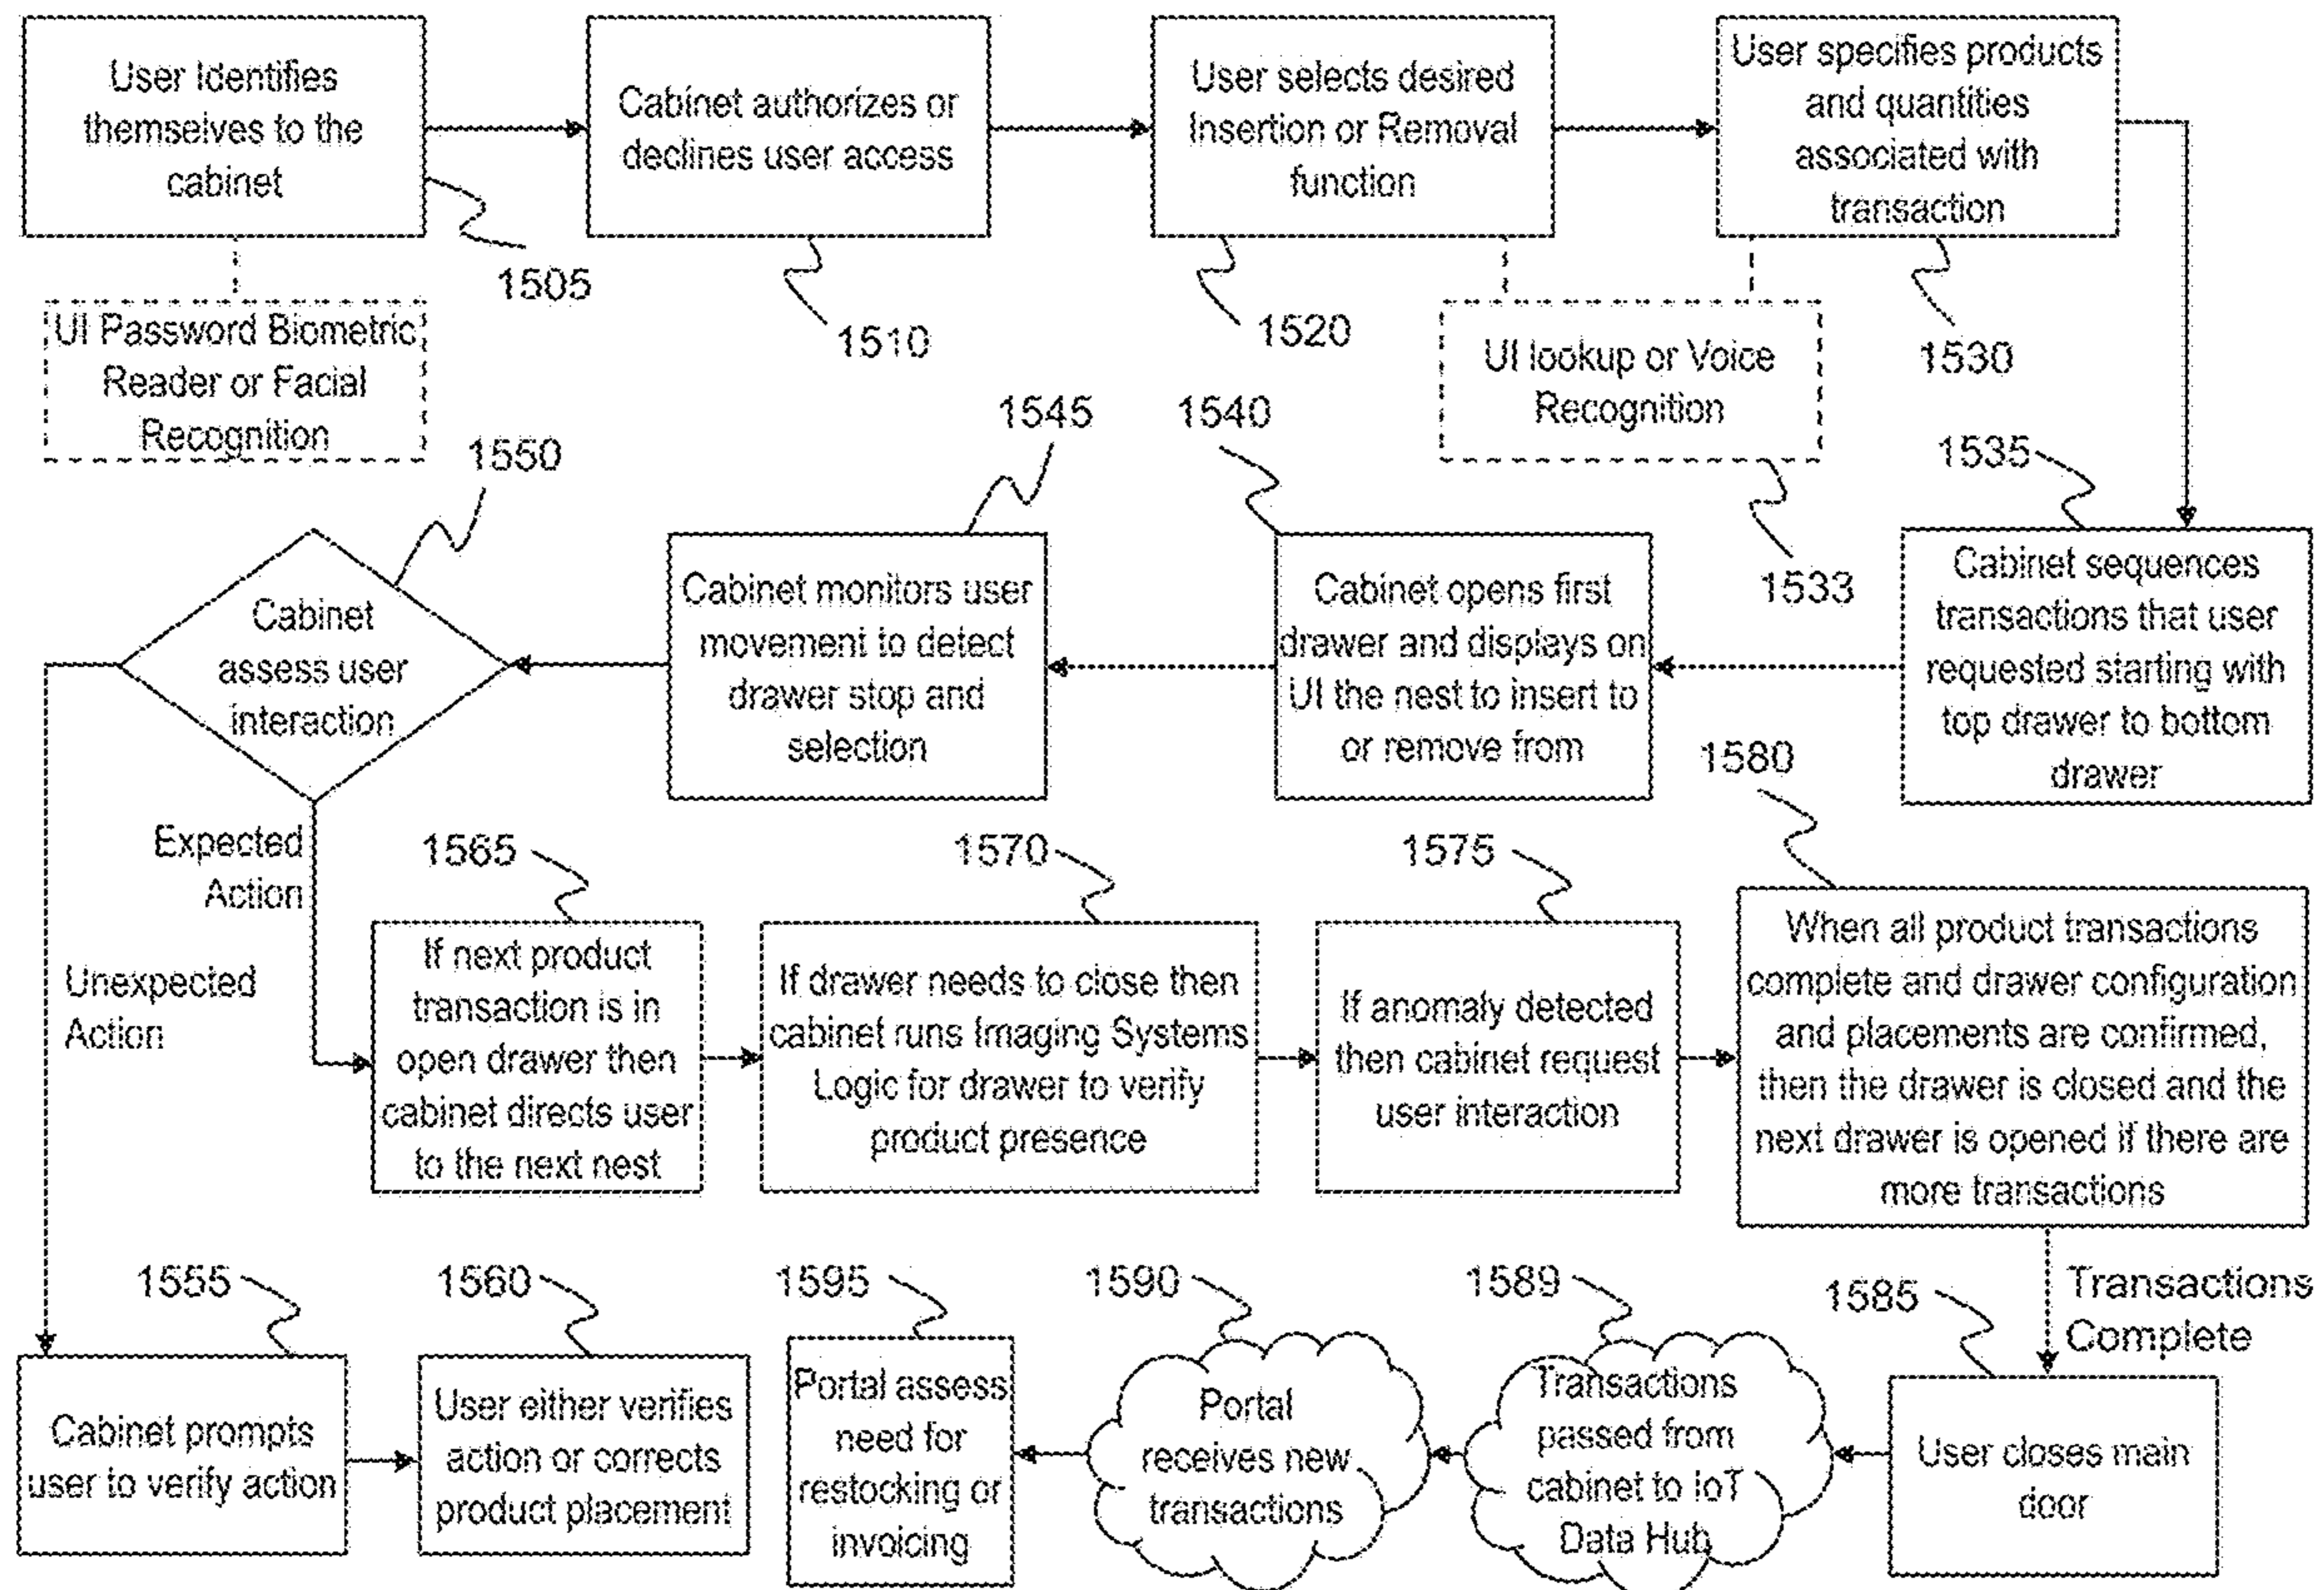 User Identifies
themselves to the
cabinet
Cabinet authorizes or
declines user access
User selects desired
Insertion or Removal
function
User specifies products
and quantities
associated with
transaction
1505
1510
1520
1530
UI Password Biometric
Reader or Facial
Recognition
UI lookup or Voice
Recognition
1533
1550
1545
1540
1535
Cabinet
assess user
interaction
Cabinet monitors user
movement to detect
drawer stop and
selection
Cabinet opens first
drawer and displays on
UI the nest to insert to
or remove from
Cabinet sequences
transactions that user
requested starting with
top drawer to bottom
drawer
Expected
Action
Unexpected
Action
1565
1570
1575
1580
If next product
transaction is in
open drawer then
cabinet directs user
to the next nest
If drawer needs to close then
cabinet runs Imaging Systems
Logic for drawer to verify
product presence
If anomaly detected
then cabinet request
user interaction
When all product transactions
complete and drawer configuration
and placements are confirmed,
then the drawer is closed and the
next drawer is opened if there are
more transactions
Transactions
Complete
1555
1560
1595
1590
1589
1585
Cabinet prompts
user to verify action
User either verifies
action or corrects
product placement
Portal assess
need for
restocking or
invoicing
Portal
receives new
transactions
Transactions
passed from
cabinet to IoT
Data Hub
User closes main
door